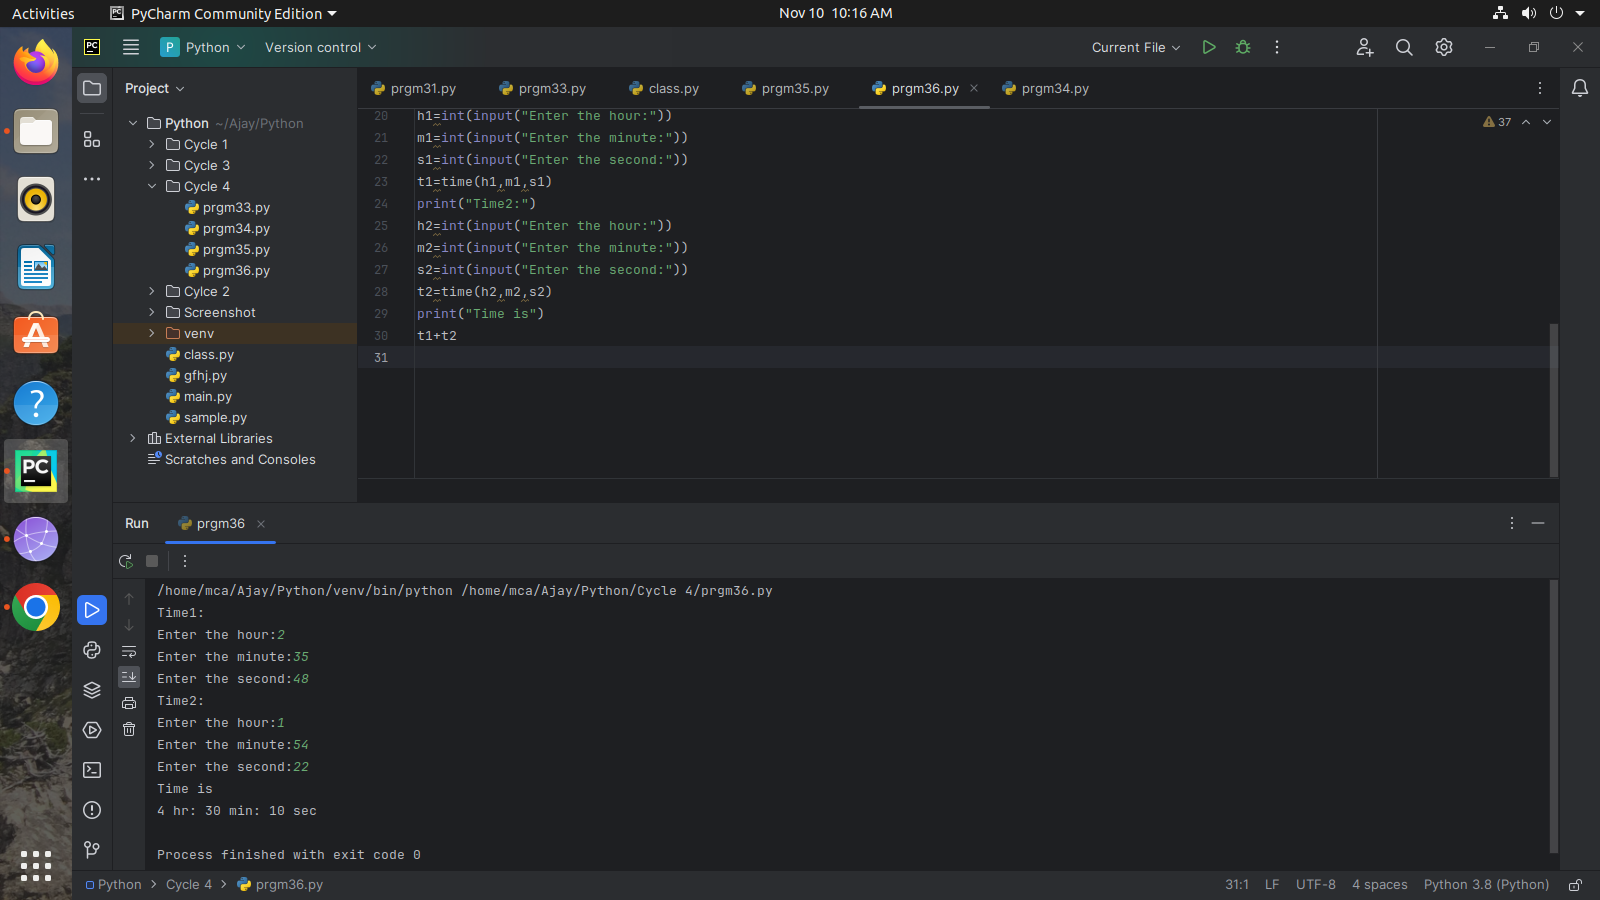 Activities PyCharm Community Edition Nov 10 10:16 AM
PC P Python Version control Current File
Project
prgm31.py prgm33.py class.py prgm35.py prgm36.py prgm34.py
Python ~/Ajay/Python
Cycle 1
Cycle 3
Cycle 4
prgm33.py
prgm34.py
prgm35.py
prgm36.py
Cylce 2
Screenshot
venv
class.py
gfhj.py
main.py
sample.py
External Libraries
Scratches and Consoles
37
20 h1=int(input("Enter the hour:"))
21 m1=int(input("Enter the minute:"))
22 s1=int(input("Enter the second:"))
23 t1=time(h1,m1,s1)
24 print("Time2:")
25 h2=int(input("Enter the hour:"))
26 m2=int(input("Enter the minute:"))
27 s2=int(input("Enter the second:"))
28 t2=time(h2,m2,s2)
29 print("Time is")
30 t1+t2
31
PC
Run prgm36
/home/mca/Ajay/Python/venv/bin/python /home/mca/Ajay/Python/Cycle 4/prgm36.py
Time1:
Enter the hour:2
Enter the minute:35
Enter the second:48
Time2:
Enter the hour:1
Enter the minute:54
Enter the second:22
Time is
4 hr: 30 min: 10 sec
Process finished with exit code 0
Python Cycle 4 prgm36.py 31:1 LF UTF-8 4 spaces Python 3.8 (Python)